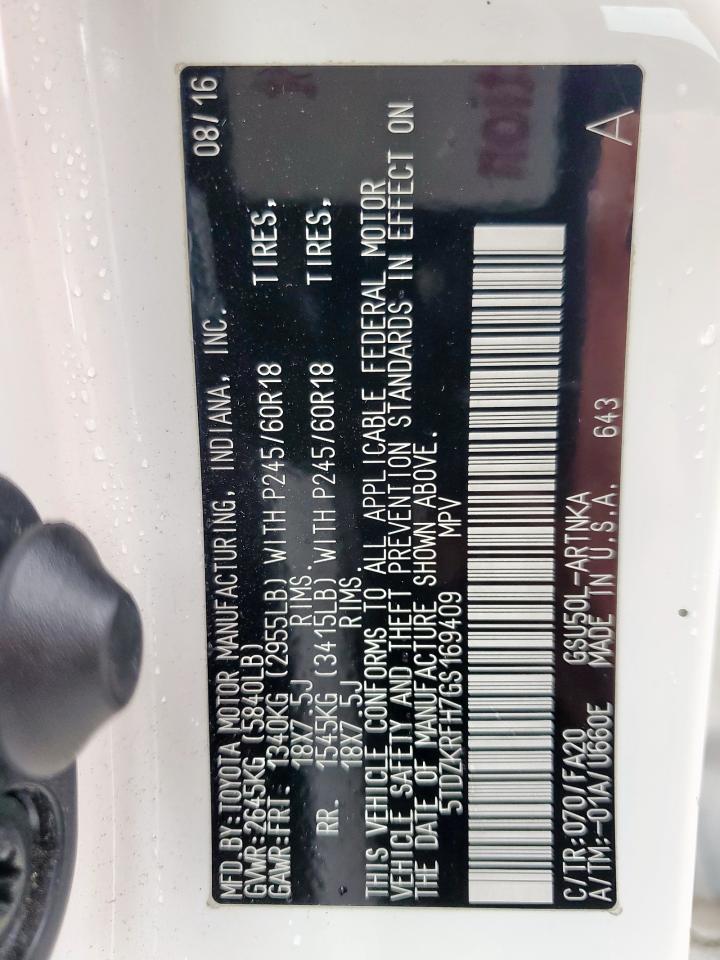 MFD.BY:TOYOTA MOTOR MANUFACTURING, INDIANA, INC. 08/16
GVWR:2645KG (5840LB)
GAWR:FRT. 1340KG (2955LB) WITH P245/60R18 TIRES,
18X7.5J RIMS.
RR. 1545KG (3415LB) WITH P245/60R18 TIRES,
18X7.5J RIMS.
THIS VEHICLE CONFORMS TO ALL APPLICABLE FEDERAL MOTOR
VEHICLE SAFETY AND THEFT PREVENTION STANDARDS IN EFFECT ON
THE DATE OF MANUFACTURE SHOWN ABOVE.
5TDZKRFH7GS169409 MPV
C/TR:070/FA20 GSU50L-ARTNKA
A/TM:-01A/U660E MADE IN U.S.A. 643 A